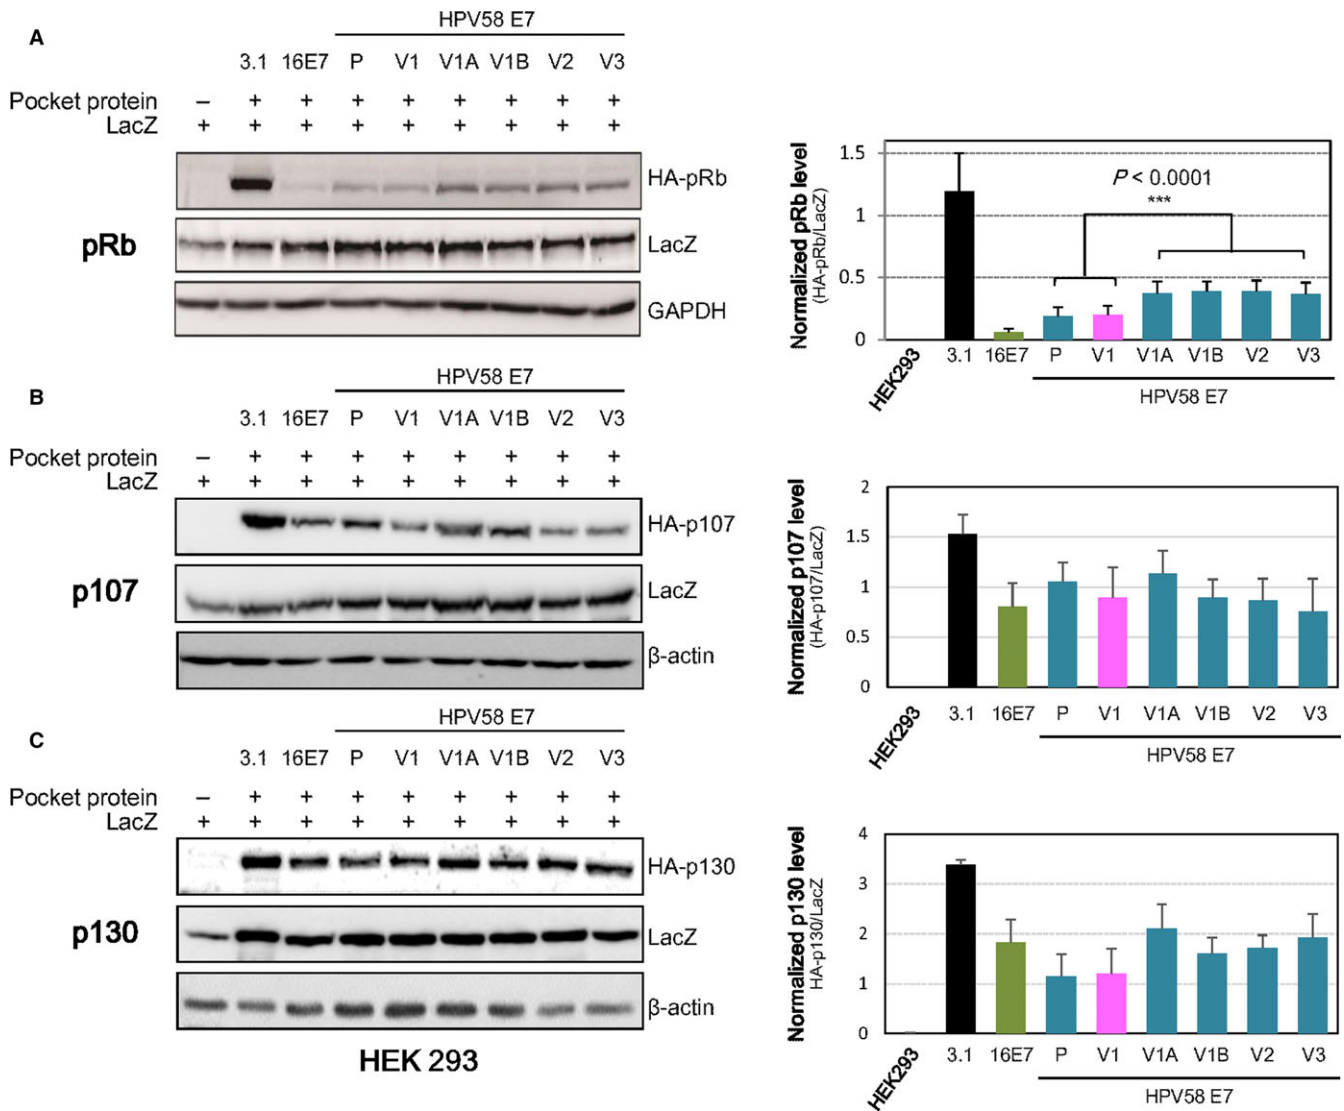 A
HPV58 E7
3.1 16E7 P V1 V1A V1B V2 V3
Pocket protein – + + + + + + + +
LacZ + + + + + + + + +
HA-pRb
pRb
LacZ
GAPDH
Normalized pRb level
(HA-pRb/LacZ)
1.5
1
0.5
0
P < 0.0001
***
HEK293 3.1 16E7 P V1 V1A V1B V2 V3
HPV58 E7
B
HPV58 E7
3.1 16E7 P V1 V1A V1B V2 V3
Pocket protein – + + + + + + + +
LacZ + + + + + + + + +
HA-p107
p107
LacZ
β-actin
Normalized p107 level
(HA-p107/LacZ)
2
1.5
1
0.5
0
HEK293 3.1 16E7 P V1 V1A V1B V2 V3
HPV58 E7
C
HPV58 E7
3.1 16E7 P V1 V1A V1B V2 V3
Pocket protein – + + + + + + + +
LacZ + + + + + + + + +
HA-p130
p130
LacZ
β-actin
HEK 293
Normalized p130 level
HA-p130/LacZ
4
3
2
1
0
HEK293 3.1 16E7 P V1 V1A V1B V2 V3
HPV58 E7